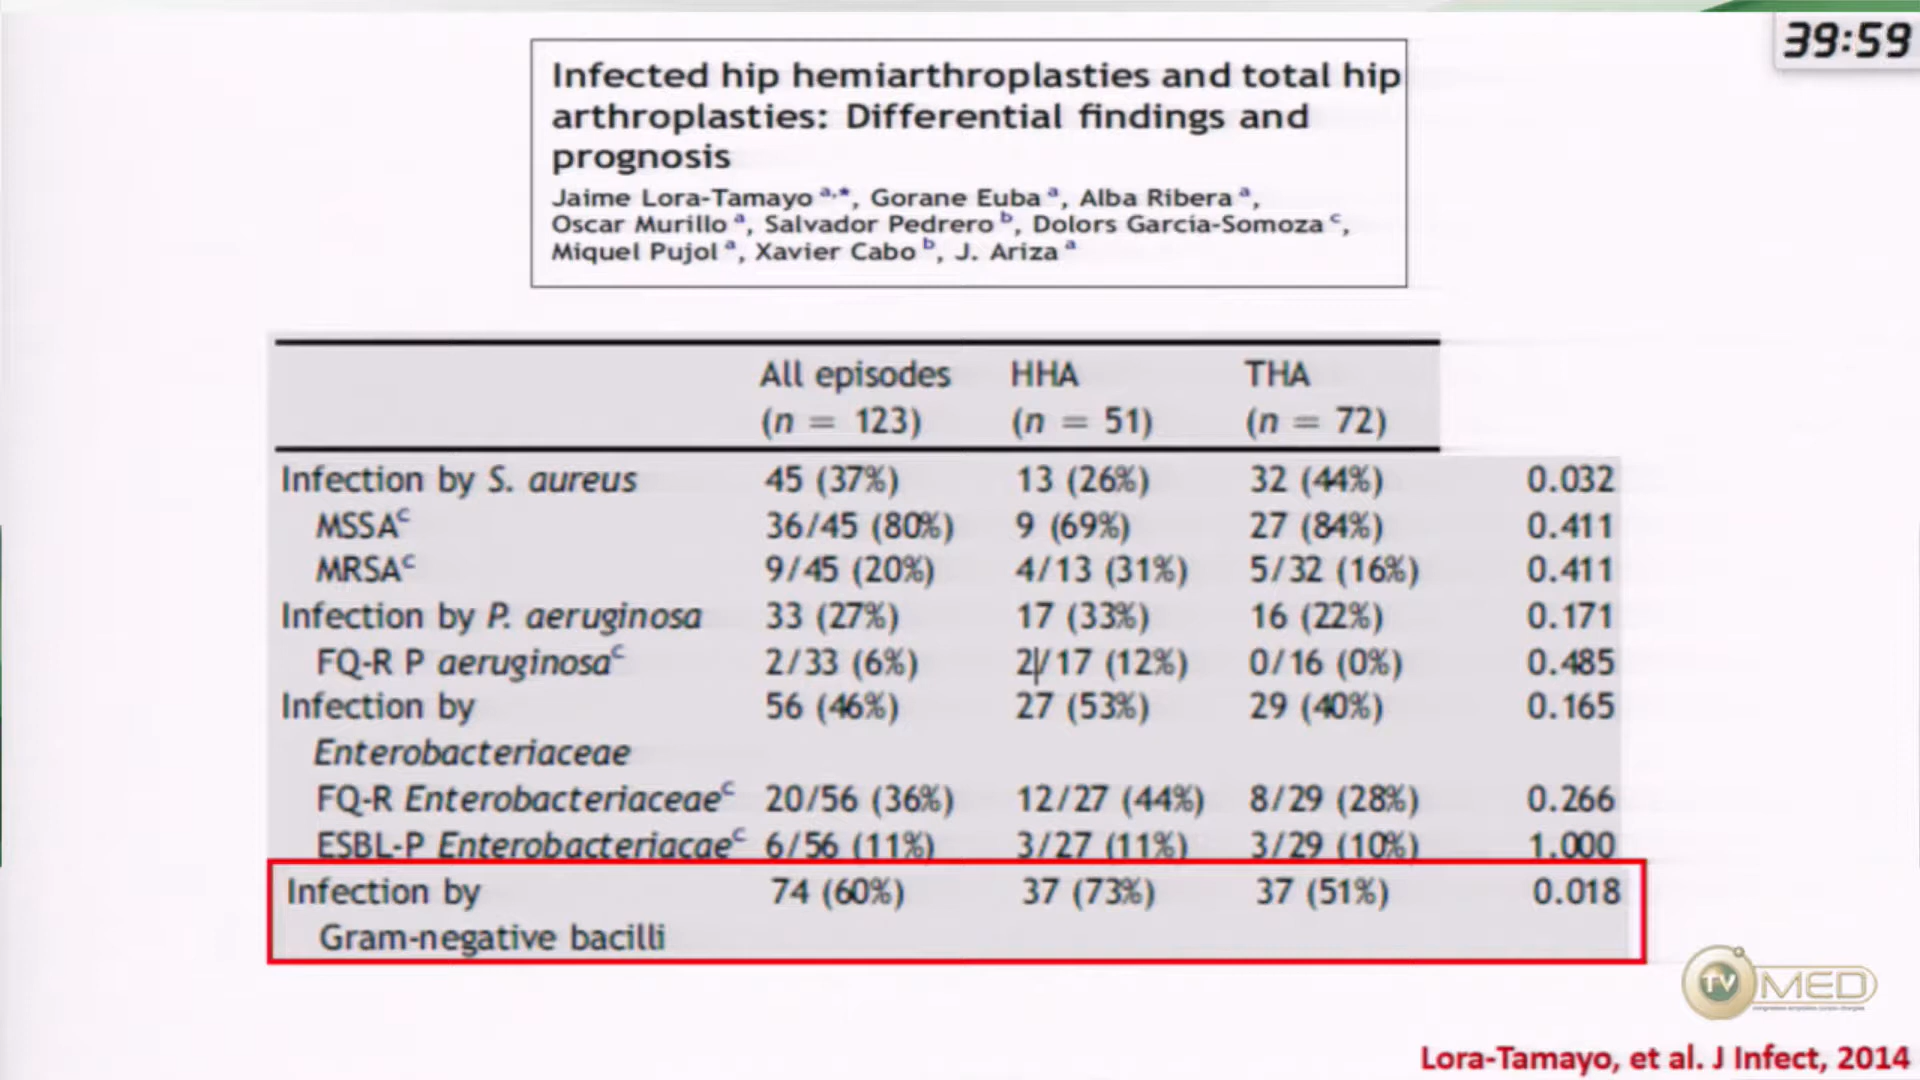 39:59
Infected hip hemiarthroplasties and total hip
arthroplasties: Differential findings and
prognosis
Jaime Lora-Tamayo a,*, Gorane Euba a, Alba Ribera a,
Oscar Murillo a, Salvador Pedrero b, Dolors García-Somoza c,
Miquel Pujol a, Xavier Cabo b, J. Ariza a
All episodes HHA THA
(n = 123) (n = 51) (n = 72)
Infection by S. aureus 45 (37%) 13 (26%) 32 (44%) 0.032
MSSA c 36/45 (80%) 9 (69%) 27 (84%) 0.411
MRSA c 9/45 (20%) 4/13 (31%) 5/32 (16%) 0.411
Infection by P. aeruginosa 33 (27%) 17 (33%) 16 (22%) 0.171
FQ-R P aeruginosa c 2/33 (6%) 2/17 (12%) 0/16 (0%) 0.485
Infection by 56 (46%) 27 (53%) 29 (40%) 0.165
Enterobacteriaceae
FQ-R Enterobacteriaceae c 20/56 (36%) 12/27 (44%) 8/29 (28%) 0.266
ESBL-P Enterobacteriacae c 6/56 (11%) 3/27 (11%) 3/29 (10%) 1.000
Infection by 74 (60%) 37 (73%) 37 (51%) 0.018
Gram-negative bacilli
TV MED
Lora-Tamayo, et al. J Infect, 2014